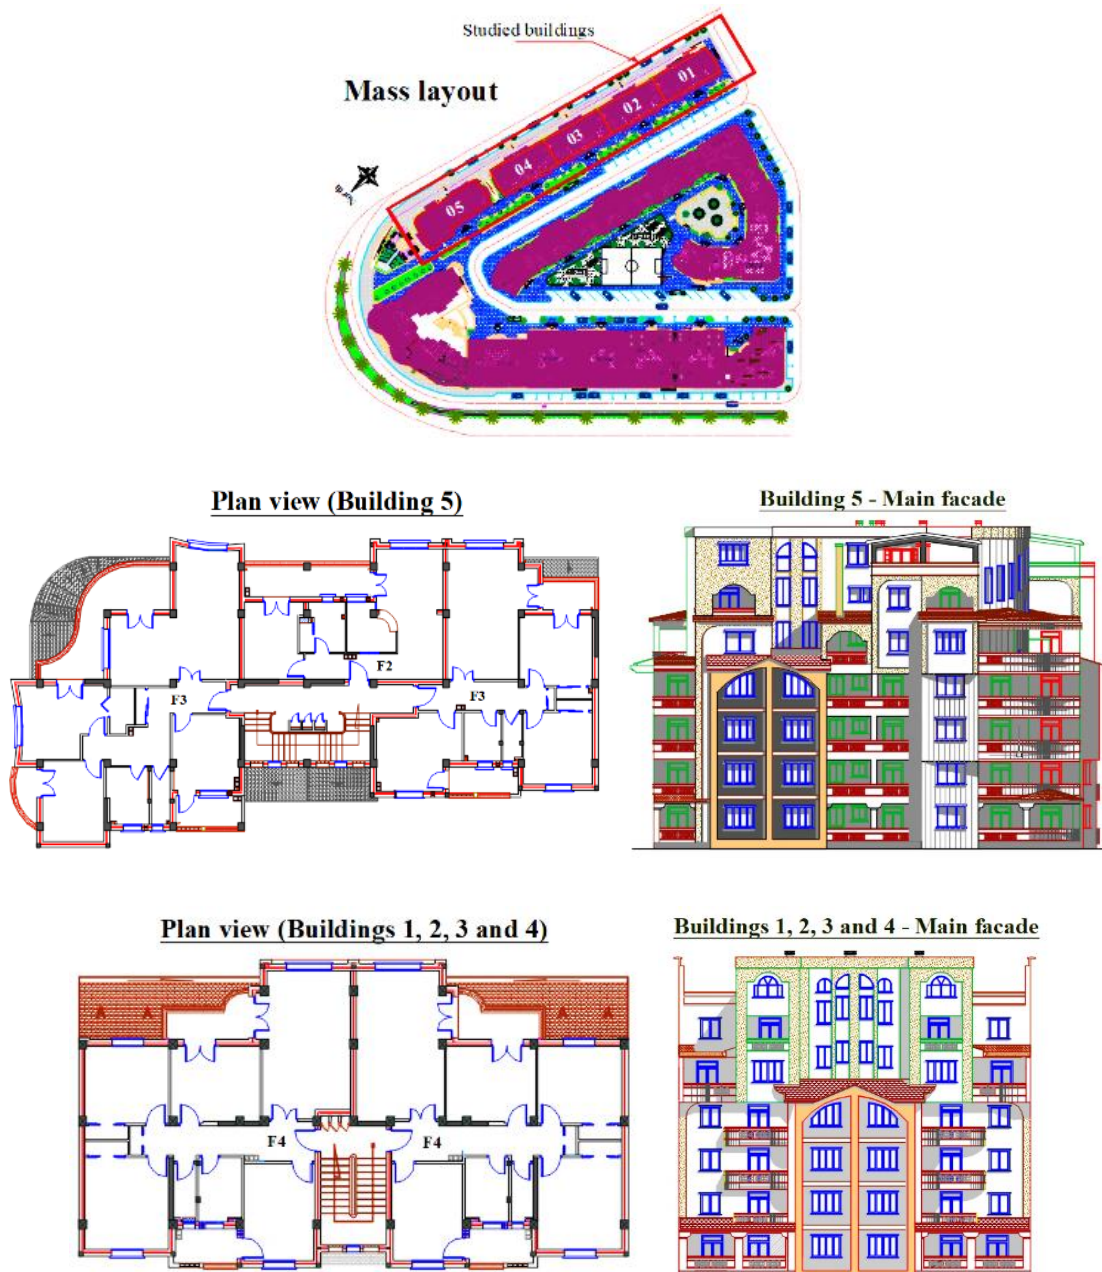 Studied buildings
Mass layout
01
02
03
04
05
Plan view (Building 5)
Building 5 - Main facade
F2
F3
F3
Plan view (Buildings 1, 2, 3 and 4)
Buildings 1, 2, 3 and 4 - Main facade
A A
A A
F4
F4